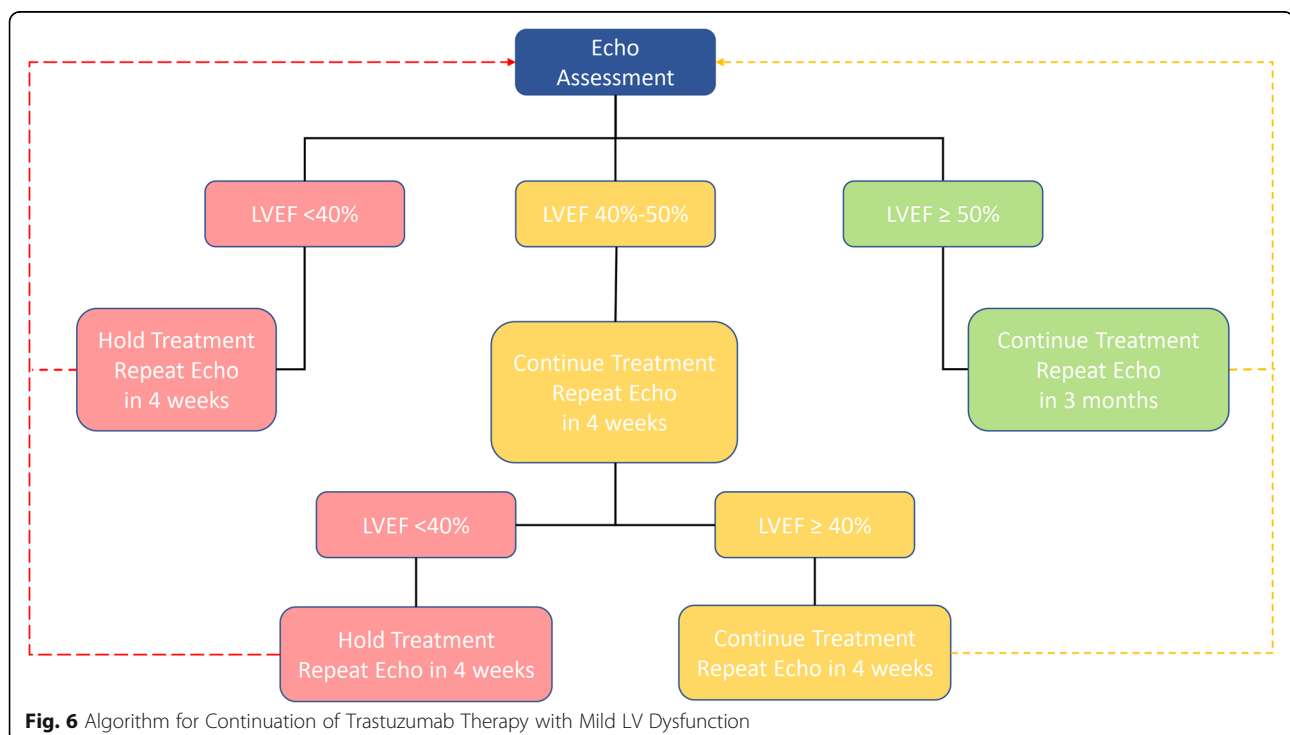 Echo
Assessment
LVEF <40%
LVEF 40%-50%
LVEF ≥ 50%
Hold Treatment
Repeat Echo
in 4 weeks
Continue Treatment
Repeat Echo
in 4 weeks
Continue Treatment
Repeat Echo
in 3 months
LVEF <40%
LVEF ≥ 40%
Hold Treatment
Repeat Echo in 4 weeks
Continue Treatment
Repeat Echo in 4 weeks
Fig. 6 Algorithm for Continuation of Trastuzumab Therapy with Mild LV Dysfunction